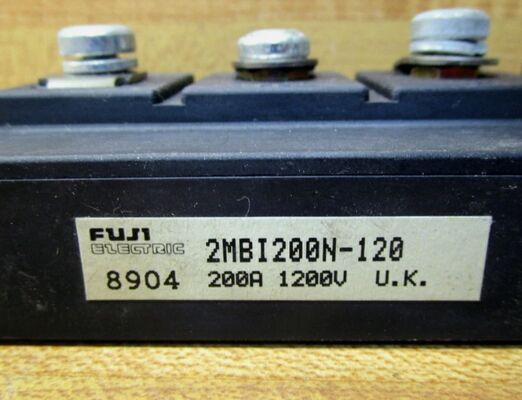 FUJI
ELECTRIC 2MBI200N-120
8904 200A 1200V U.K.